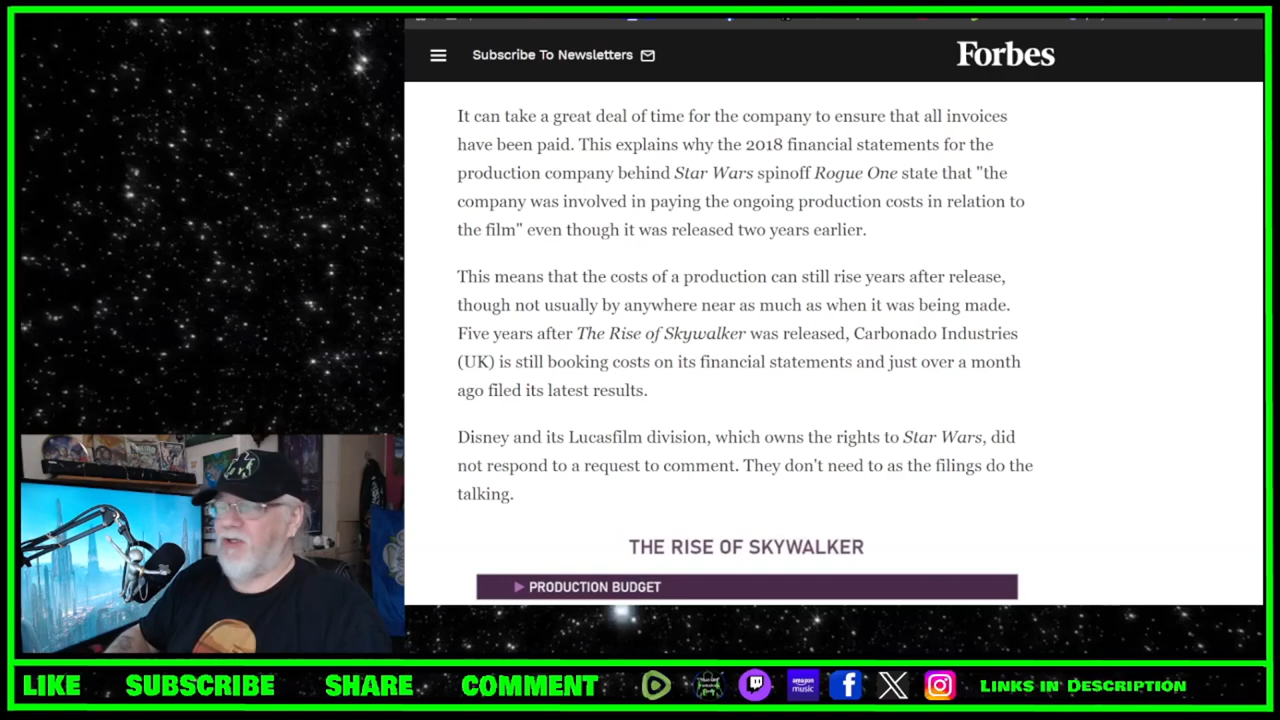 Subscribe To Newsletters
Forbes
It can take a great deal of time for the company to ensure that all invoices
have been paid. This explains why the 2018 financial statements for the
production company behind Star Wars spinoff Rogue One state that "the
company was involved in paying the ongoing production costs in relation to
the film" even though it was released two years earlier.
This means that the costs of a production can still rise years after release,
though not usually by anywhere near as much as when it was being made.
Five years after The Rise of Skywalker was released, Carbonado Industries
(UK) is still booking costs on its financial statements and just over a month
ago filed its latest results.
Disney and its Lucasfilm division, which owns the rights to Star Wars, did
not respond to a request to comment. They don't need to as the filings do the
talking.
THE RISE OF SKYWALKER
PRODUCTION BUDGET
LIKE SUBSCRIBE SHARE COMMENT amazon music LINKS IN DESCRIPTION